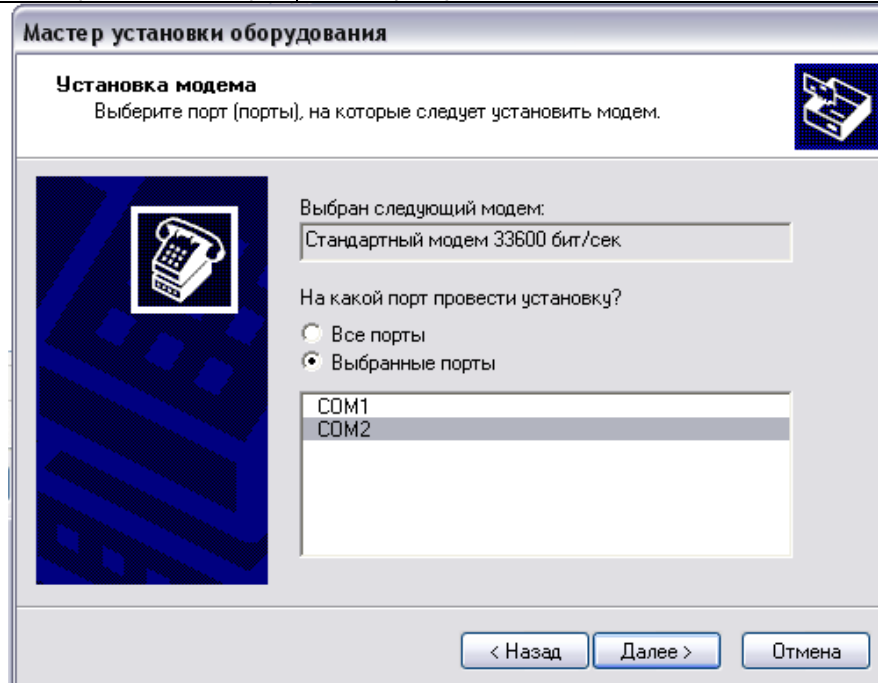 Мастер установки оборудования
Установка модема
Выберите порт (порты), на которые следует установить модем.
Выбран следующий модем:
Стандартный модем 33600 бит/сек
На какой порт провести установку?
Все порты
Выбранные порты
COM1
COM2
< Назад
Далее >
Отмена